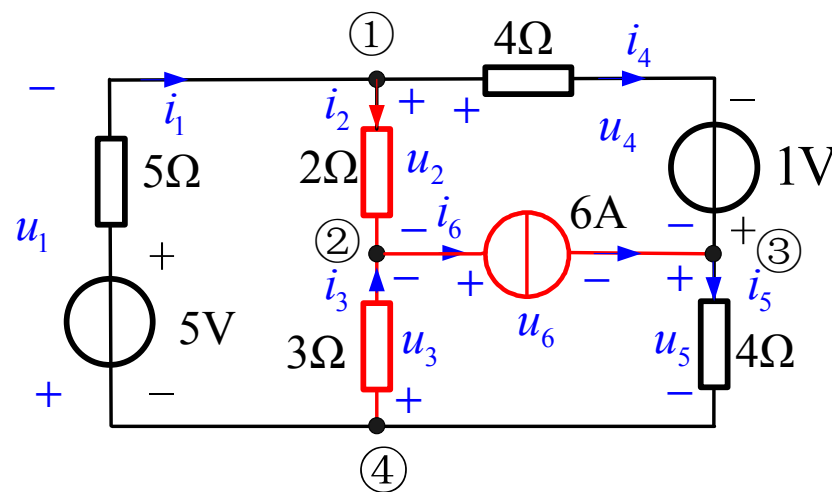 ①
4Ω
i₄
−
i₁
i₂
+
+
−
5Ω
2Ω
u₂
u₄
1V
u₁
②
−
i₆
6A
−
+
③
+
−
+
−
+
i₃
i₅
5V
3Ω
u₃
u₆
u₅
4Ω
+
−
+
−
④